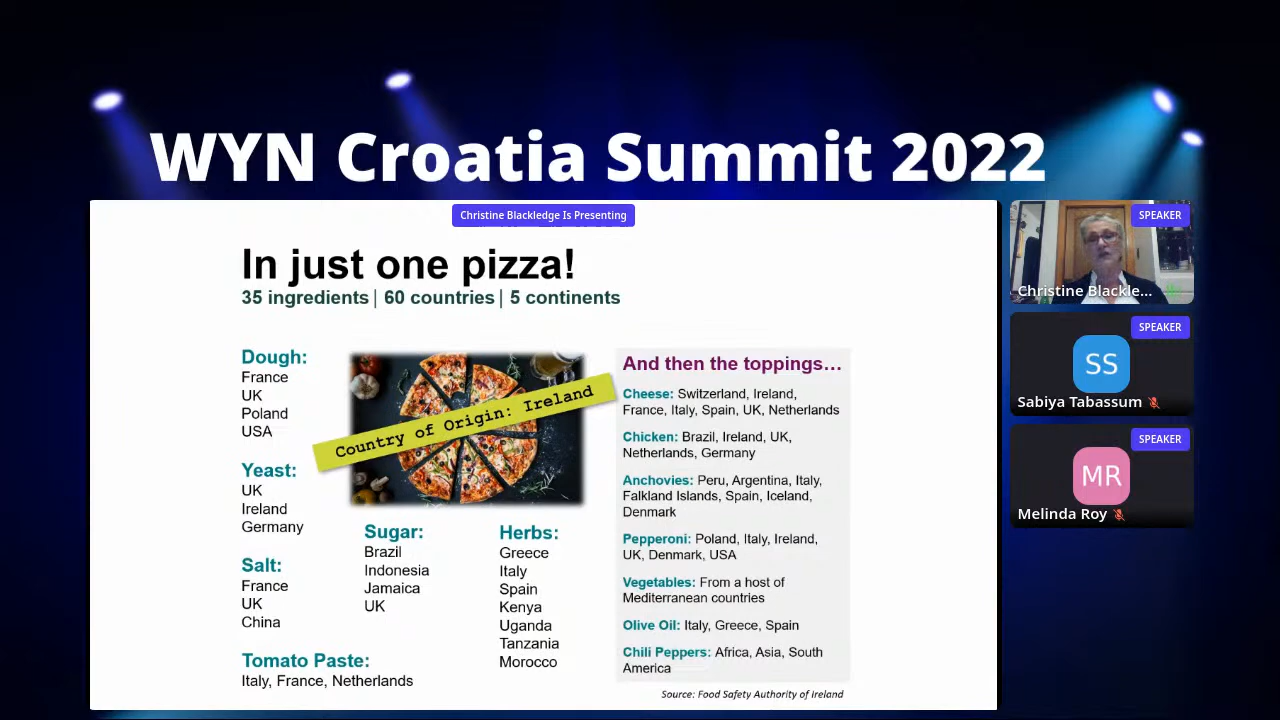 WYN Croatia Summit 2022
Christine Blackledge Is Presenting
In just one pizza!
35 ingredients| 60 countries| 5 continents
Dough:
France
UK
Poland
USA
Yeast:
UK
Ireland
Germany
Salt:
France
UK
China
Tomato Paste:
Italy, France, Netherlands
Country of Origin: Ireland
Sugar:
Brazil
Indonesia
Jamaica
UK
Herbs:
Greece
Italy
Spain
Kenya
Uganda
Tanzania
Morocco
And then the toppings…
Cheese: Switzerland, Ireland,
France, Italy, Spain, UK, Netherlands
Chicken: Brazil, Ireland, UK,
Netherlands, Germany
Anchovies: Peru, Argentina, Italy,
Falkland Islands, Spain, Iceland,
Denmark
Pepperoni: Poland, Italy, Ireland,
UK, Denmark, USA
Vegetables: From a host of
Mediterranean countries
Olive Oil: Italy, Greece, Spain
Chili Peppers: Africa, Asia, South
America
Source: Food Safety Authority of Ireland
SPEAKER
Christine Blackle...
SPEAKER
SS
Sabiya Tabassum
SPEAKER
MR
Melinda Roy